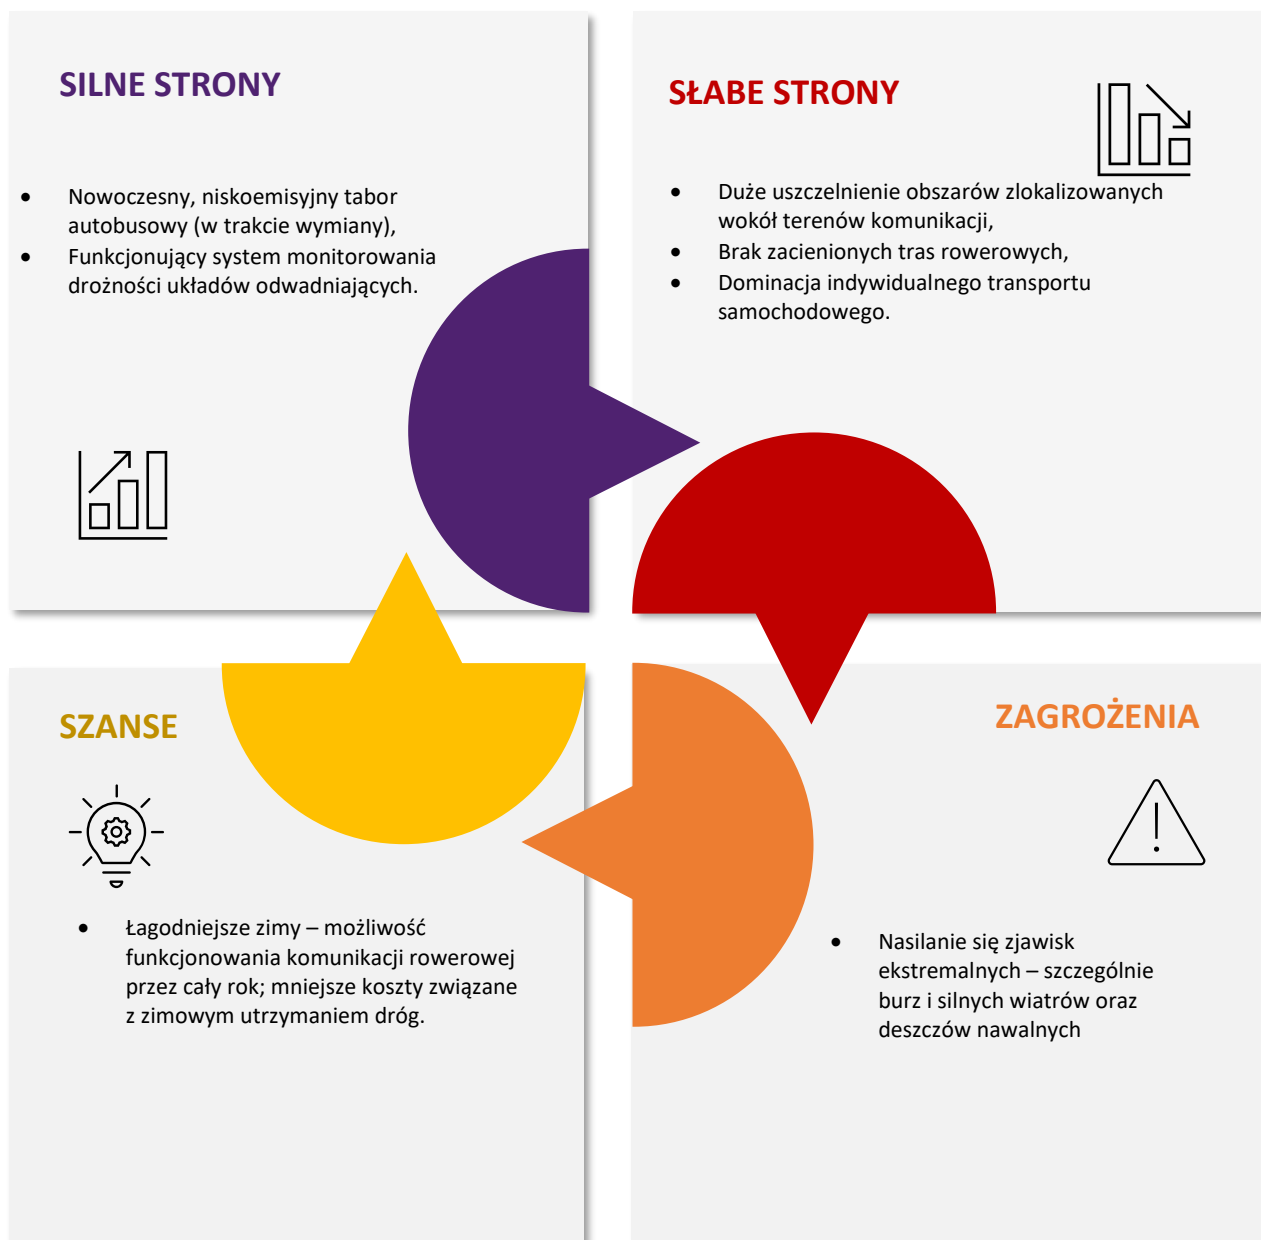 SILNE STRONY
• Nowoczesny, niskoemisyjny tabor
autobusowy (w trakcie wymiany),
• Funkcjonujący system monitorowania
drożności układów odwadniających.
SŁABE STRONY
• Duże uszczelnienie obszarów zlokalizowanych
wokół terenów komunikacji,
• Brak zacienionych tras rowerowych,
• Dominacja indywidualnego transportu
samochodowego.
SZANSE
• Łagodniejsze zimy – możliwość
funkcjonowania komunikacji rowerowej
przez cały rok; mniejsze koszty związane
z zimowym utrzymaniem dróg.
ZAGROŻENIA
• Nasilanie się zjawisk
ekstremalnych – szczególnie
burz i silnych wiatrów oraz
deszczów nawalnych